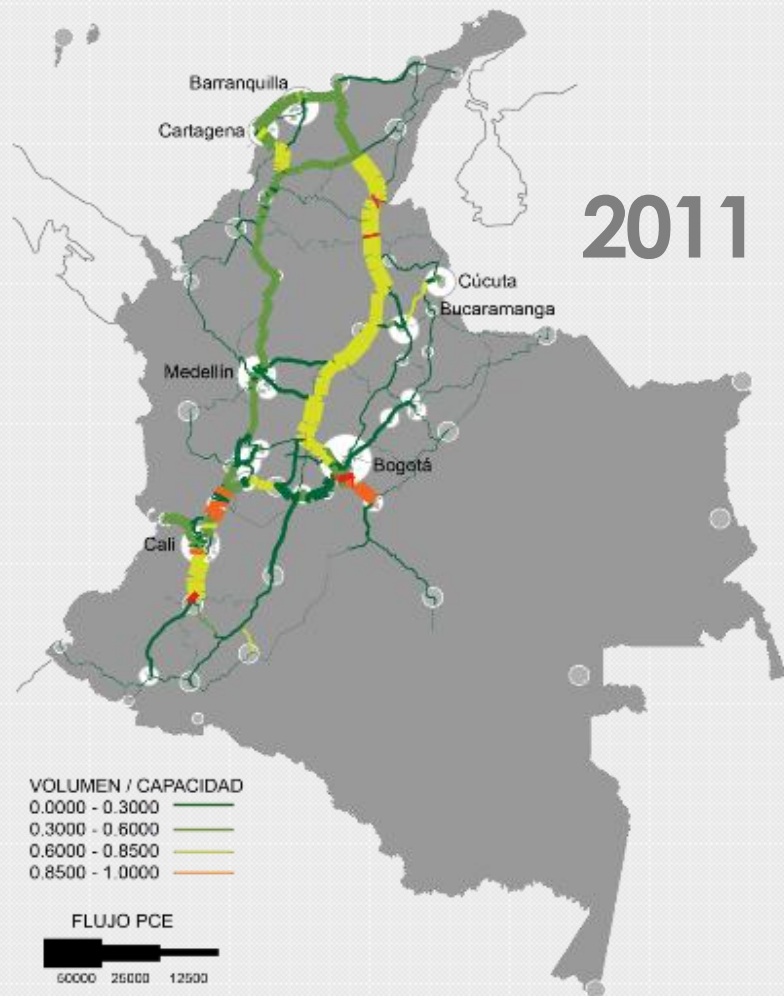 Barranquilla
Cartagena
2011
Cúcuta
Bucaramanga
Medellín
Bogotá
Cali
VOLUMEN / CAPACIDAD
0.0000 - 0.3000
0.3000 - 0.6000
0.6000 - 0.8500
0.8500 - 1.0000
FLUJO PCE
50000 25000 12500